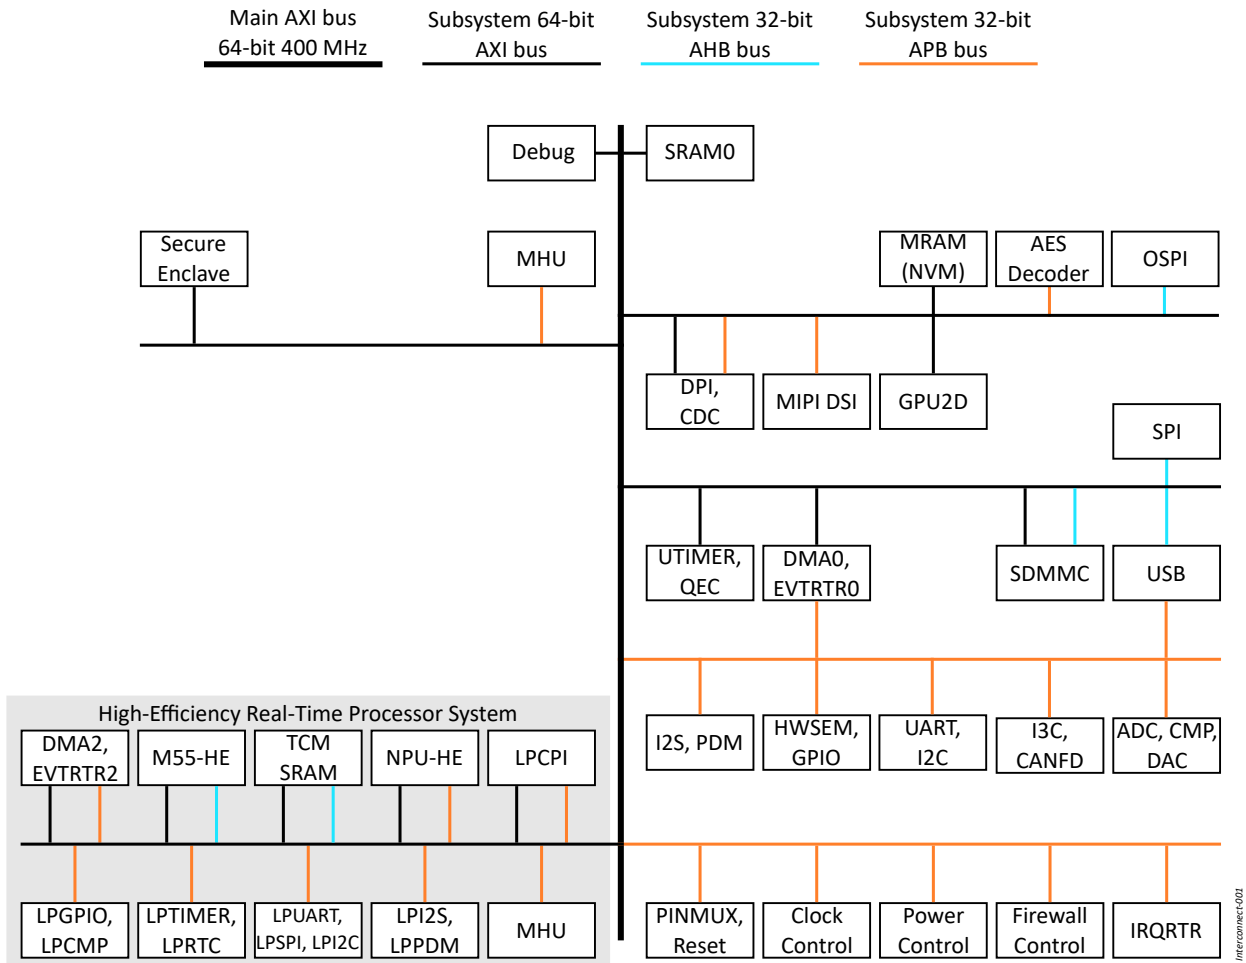 Main AXI bus
64-bit 400 MHz
Subsystem 64-bit
AXI bus
Subsystem 32-bit
AHB bus
Subsystem 32-bit
APB bus
Debug
SRAM0
Secure
Enclave
MHU
MRAM
(NVM)
AES
Decoder
OSPI
DPI,
CDC
MIPI DSI
GPU2D
SPI
UTIMER,
QEC
DMA0,
EVTRTR0
SDMMC
USB
I2S, PDM
HWSEM,
GPIO
UART,
I2C
I3C,
CANFD
ADC, CMP,
DAC
High-Efficiency Real-Time Processor System
DMA2,
EVTRTR2
M55-HE
TCM
SRAM
NPU-HE
LPCPI
LPGPIO,
LPCMP
LPTIMER,
LPRTC
LPUART,
LPSPI, LPI2C
LPI2S,
LPPDM
MHU
PINMUX,
Reset
Clock
Control
Power
Control
Firewall
Control
IRQRTR
Interconnect-001